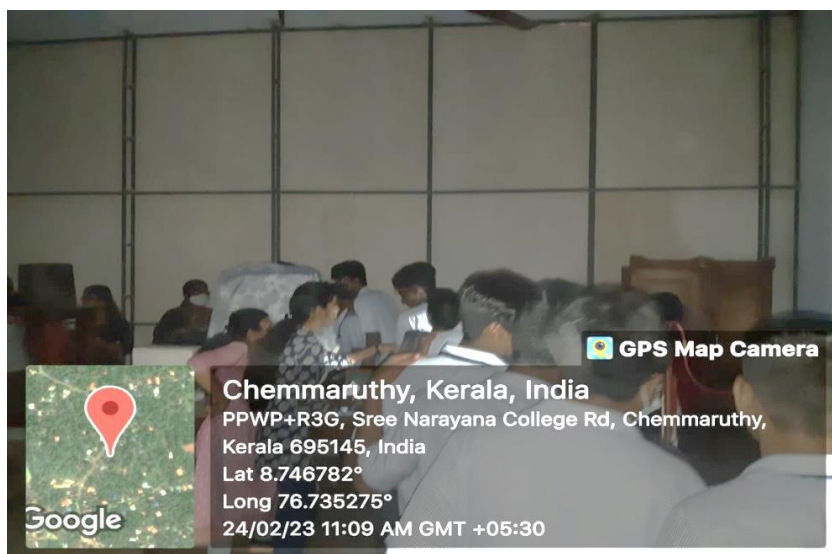 GPS Map Camera
Chemmaruthy, Kerala, India
PPWP+R3G, Sree Narayana College Rd, Chemmaruthy,
Kerala 695145, India
Lat 8.746782°
Long 76.735275°
24/02/23 11:09 AM GMT +05:30
Google